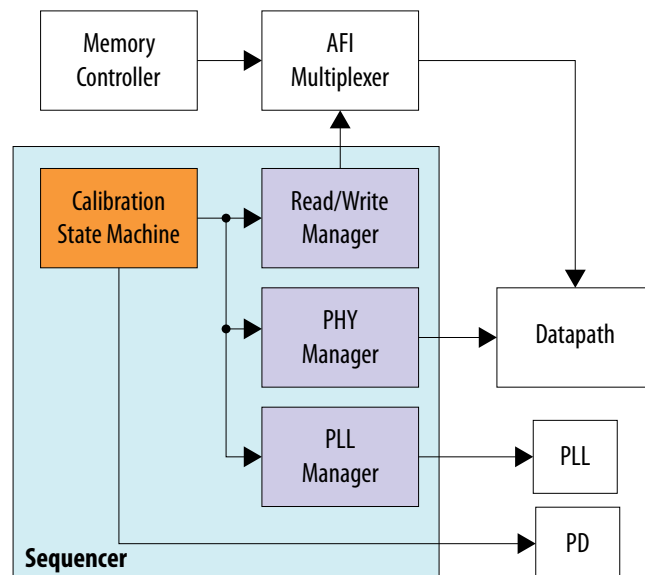 Memory
Controller
AFI
Multiplexer
Calibration
State Machine
Read/Write
Manager
PHY
Manager
Datapath
PLL
Manager
PLL
PD
Sequencer